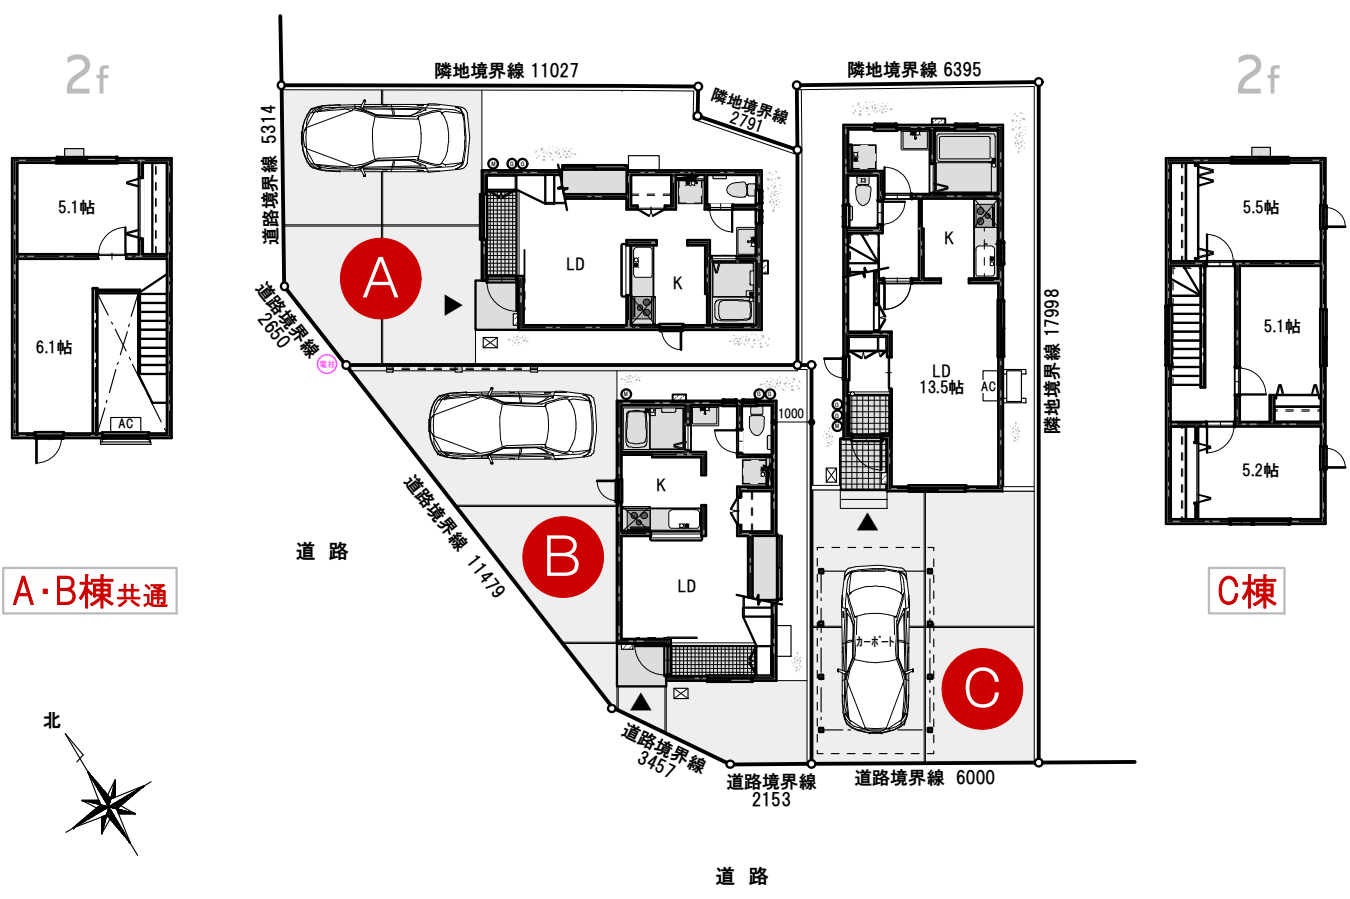 2f
5.1帖
6.1帖
AC
A・B棟共通
北
隣地境界線 11027
隣地境界線
2791
隣地境界線 6395
道路境界線 5314
道路境界線
2650
電柱
A
LD
K
道路境界線 11479
B
K
LD
1000
道路
道路境界線
3457
道路境界線
2153
道路境界線 6000
隣地境界線 17998
K
LD
13.5帖
AC
カーポート
C
道路
2f
5.5帖
5.1帖
5.2帖
C棟